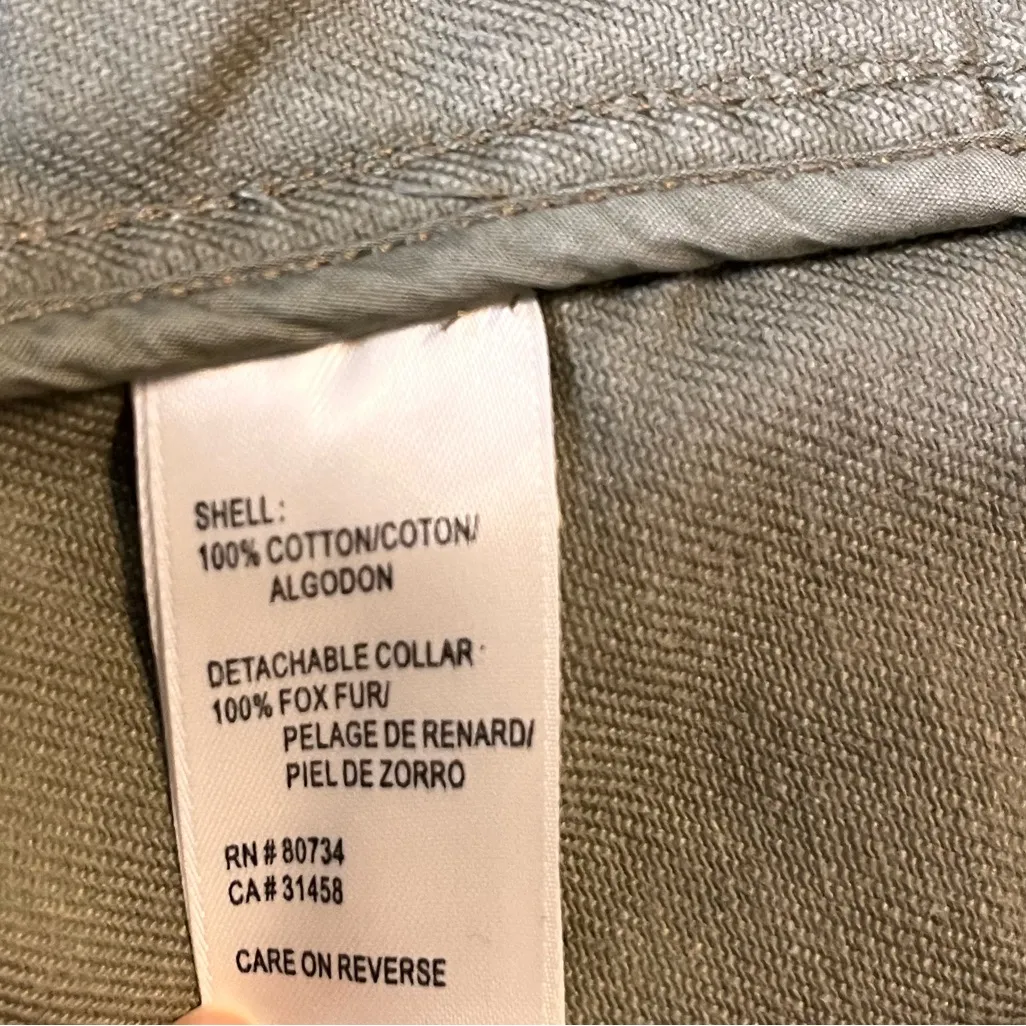 SHELL:
100% COTTON/COTON/
ALGODON
DETACHABLE COLLAR:
100% FOX FUR/
PELAGE DE RENARD/
PIEL DE ZORRO
RN # 80734
CA# 31458
CARE ON REVERSE